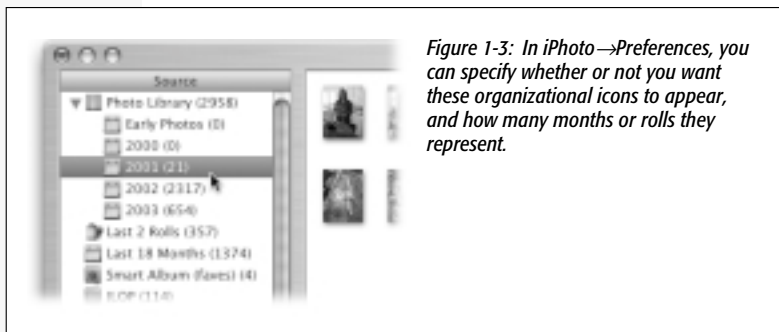 Source
Photo Library (2958)
Early Photos (0)
2000 (0)
2001 (21)
2002 (2317)
2003 (654)
Last 2 Rolls (357)
Last 18 Months (1374)
Smart Album (faves) (4)
(114)
Figure 1-3: In iPhoto→Preferences, you
can specify whether or not you want
these organizational icons to appear,
and how many months or rolls they
represent.